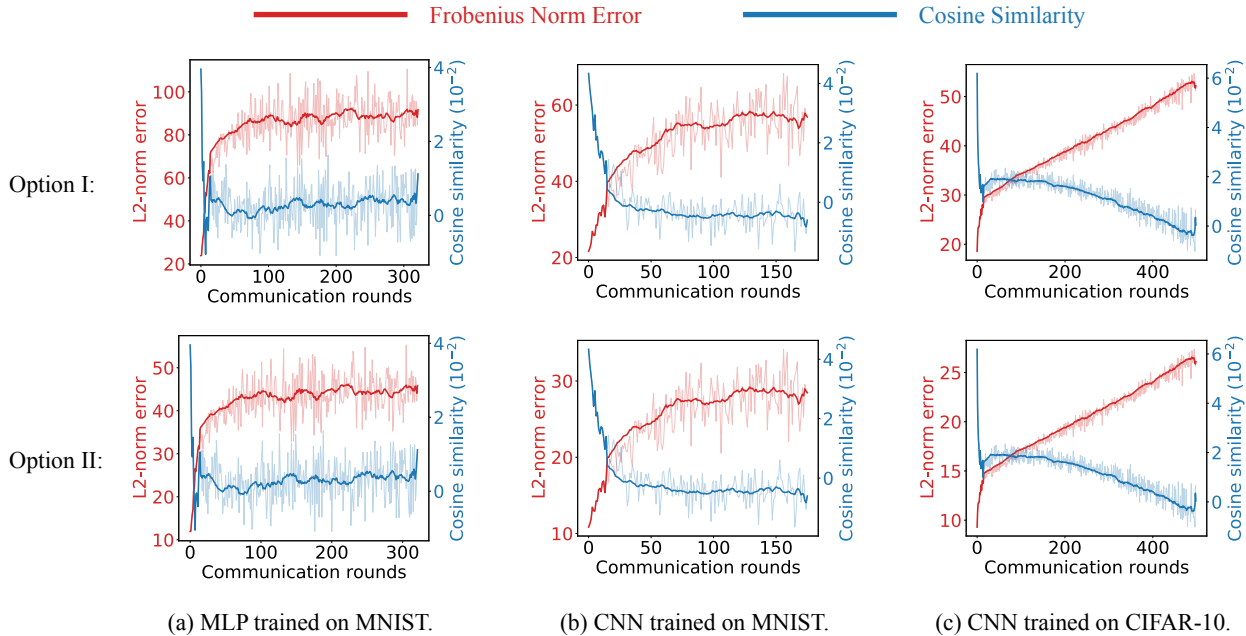 Frobenius Norm Error
Cosine Similarity
Option I:
L2-norm error
100
80
60
40
20
0 100 200 300
Communication rounds
4
2
0
Cosine similarity (10⁻²)
L2-norm error
60
40
20
0 50 100 150
Communication rounds
4
2
0
Cosine similarity (10⁻²)
L2-norm error
50
40
30
20
0 200 400
Communication rounds
6
4
2
0
Cosine similarity (10⁻²)
Option II:
L2-norm error
50
40
30
20
10
0 100 200 300
Communication rounds
4
2
0
Cosine similarity (10⁻²)
L2-norm error
30
20
10
0 50 100 150
Communication rounds
4
2
0
Cosine similarity (10⁻²)
L2-norm error
25
20
15
10
0 200 400
Communication rounds
6
4
2
0
Cosine similarity (10⁻²)
(a) MLP trained on MNIST.
(b) CNN trained on MNIST.
(c) CNN trained on CIFAR-10.